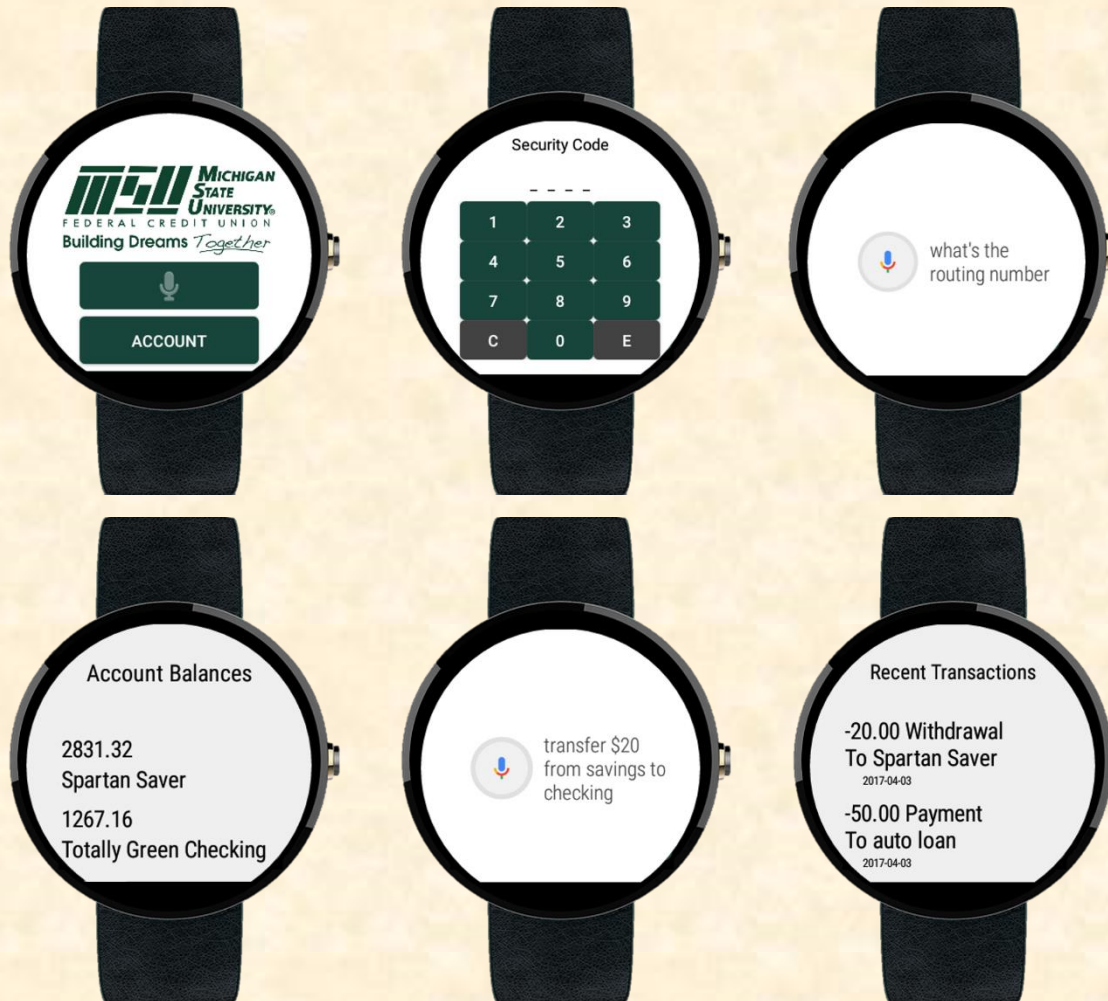 MSU MICHIGAN
STATE
UNIVERSITY®
FEDERAL CREDIT UNION
Building Dreams Together
ACCOUNT
Security Code
_ _ _ _
1 2 3
4 5 6
7 8 9
C 0 E
what's the
routing number
Account Balances
2831.32
Spartan Saver
1267.16
Totally Green Checking
transfer $20
from savings to
checking
Recent Transactions
-20.00 Withdrawal
To Spartan Saver
2017-04-03
-50.00 Payment
To auto loan
2017-04-03